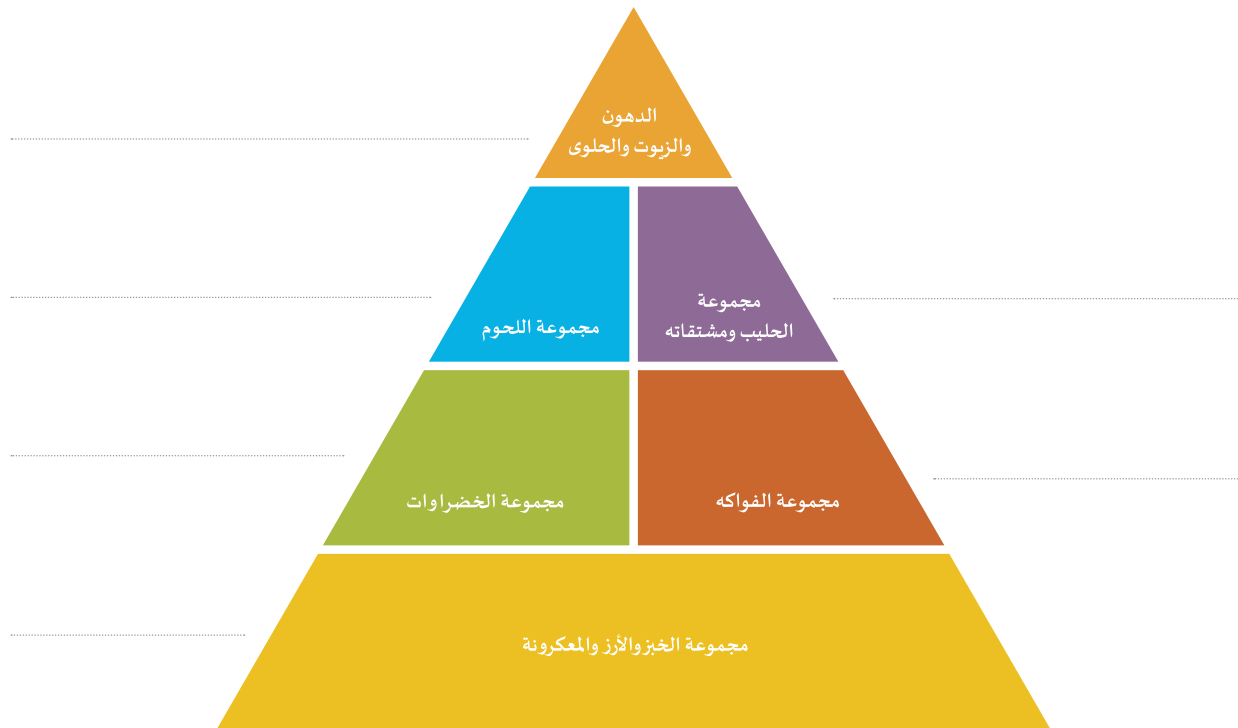 الدهون
والزيوت والحلوى
مجموعة
الحليب ومشتقاته
مجموعة اللحوم
مجموعة الفواكه
مجموعة الخضراوات
مجموعة الخبز والأرز والمعكرونة